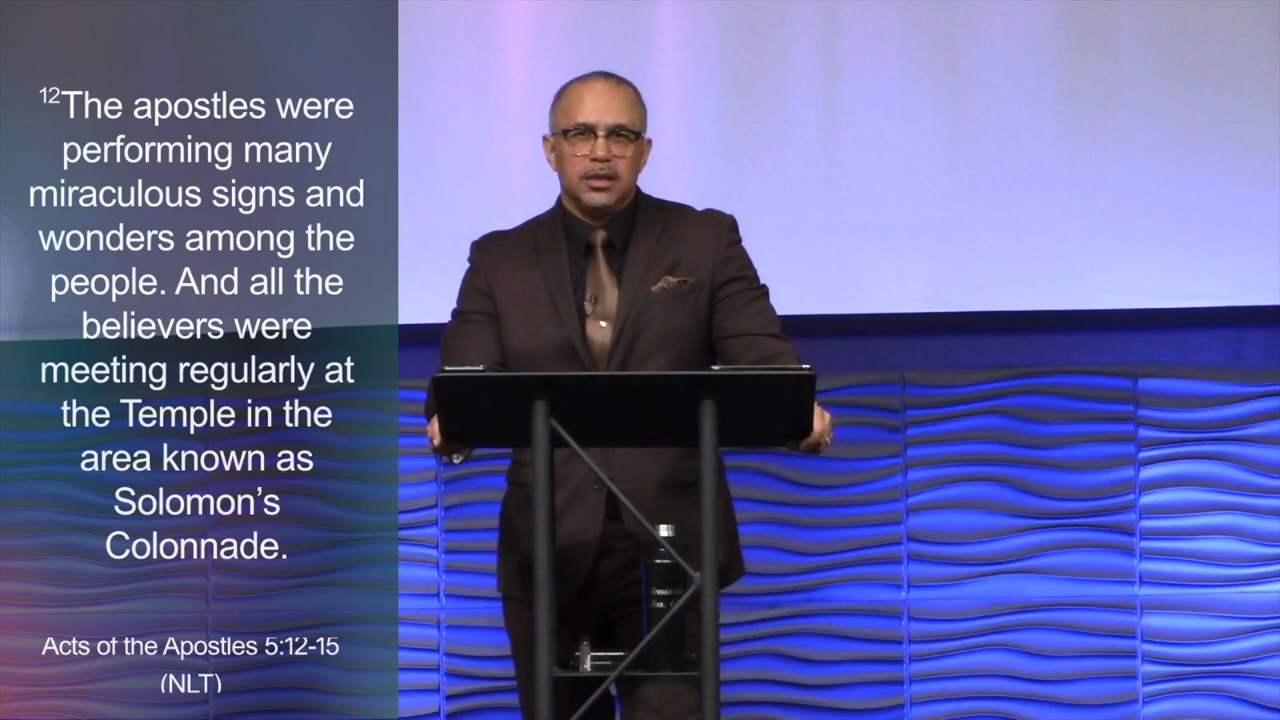 12The apostles were
performing many
miraculous signs and
wonders among the
people. And all the
believers were
meeting regularly at
the Temple in the
area known as
Solomon’s
Colonnade.
Acts of the Apostles 5:12-15
(NLT)